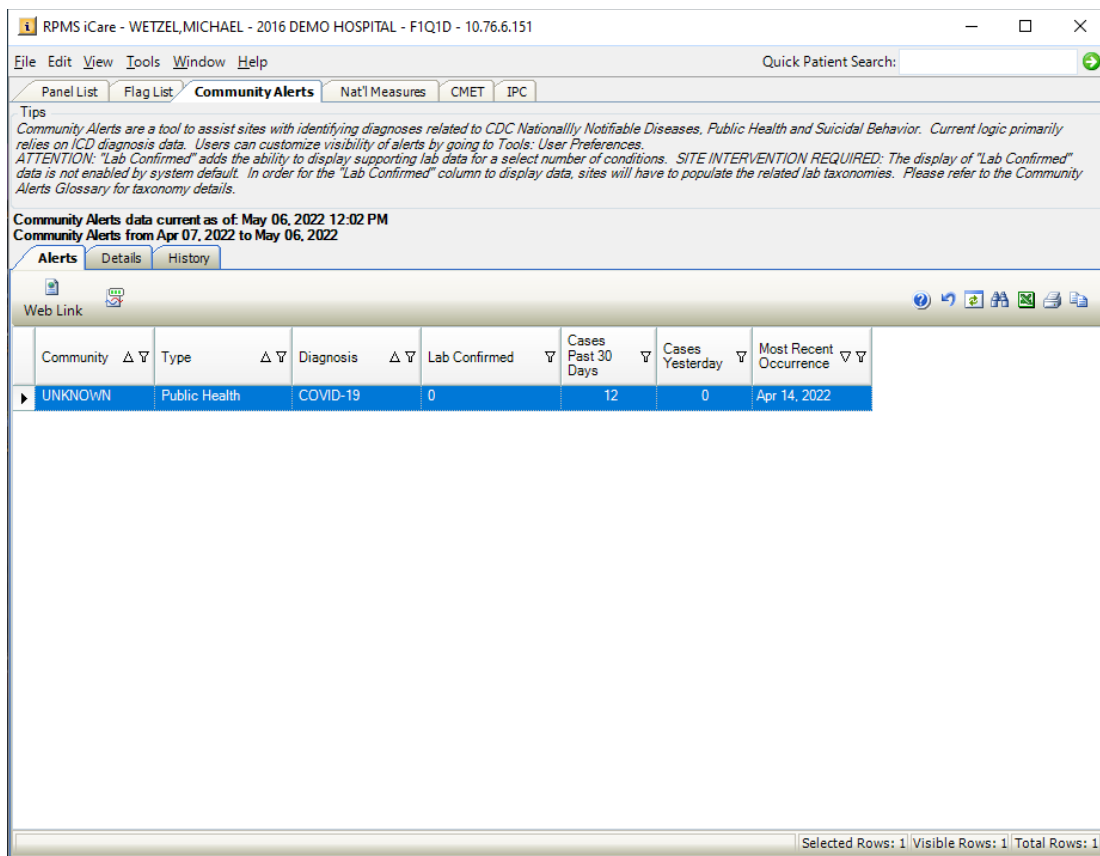 RPMS iCare - WETZEL,MICHAEL - 2016 DEMO HOSPITAL - F1Q1D - 10.76.6.151
File Edit View Tools Window Help
Quick Patient Search:
Panel List Flag List Community Alerts Nat'l Measures CMET IPC
Tips
Community Alerts are a tool to assist sites with identifying diagnoses related to CDC Nationallly Notifiable Diseases, Public Health and Suicidal Behavior. Current logic primarily
relies on ICD diagnosis data. Users can customize visibility of alerts by going to Tools: User Preferences.
ATTENTION: "Lab Confirmed" adds the ability to display supporting lab data for a select number of conditions. SITE INTERVENTION REQUIRED: The display of "Lab Confirmed"
data is not enabled by system default. In order for the "Lab Confirmed" column to display data, sites will have to populate the related lab taxonomies. Please refer to the Community
Alerts Glossary for taxonomy details.
Community Alerts data current as of: May 06, 2022 12:02 PM
Community Alerts from Apr 07, 2022 to May 06, 2022
Alerts Details History
Web Link
Community Type Diagnosis Lab Confirmed Cases Past 30 Days Cases Yesterday Most Recent Occurrence
UNKNOWN Public Health COVID-19 0 12 0 Apr 14, 2022
Selected Rows: 1 Visible Rows: 1 Total Rows: 1